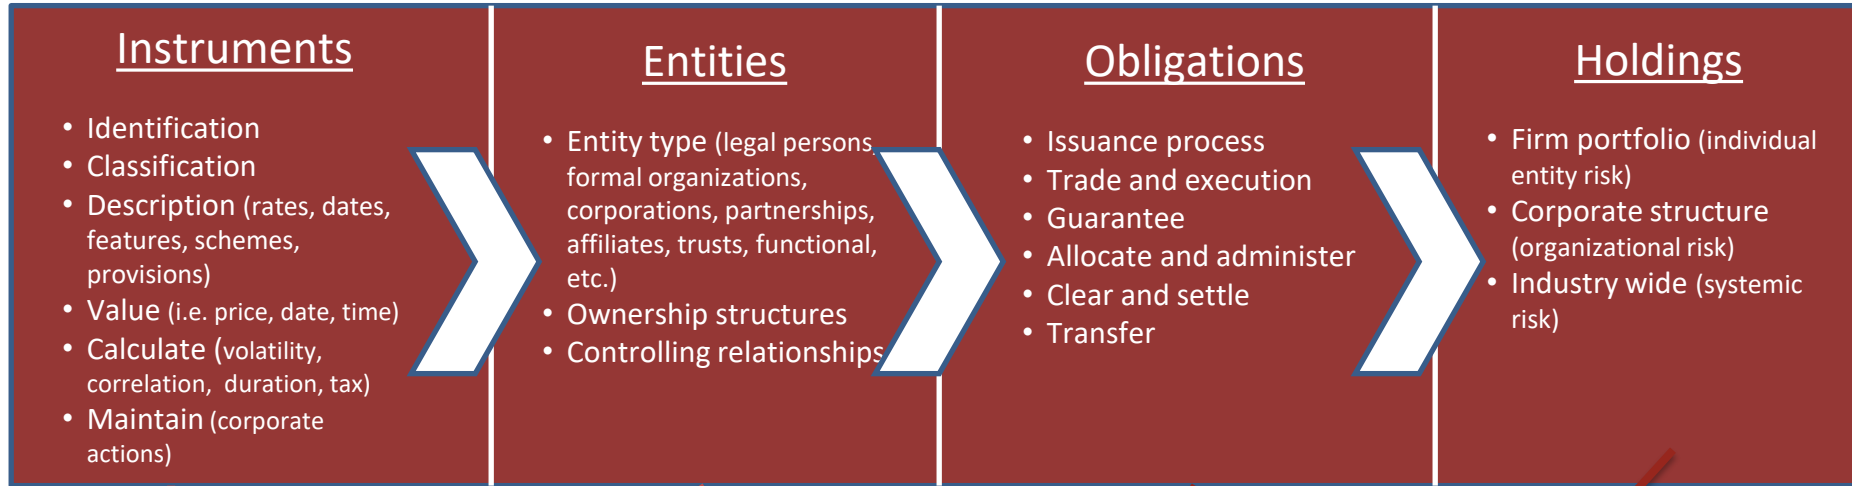 Instruments
• Identification
• Classification
• Description (rates, dates,
features, schemes,
provisions)
• Value (i.e. price, date, time)
• Calculate (volatility,
correlation, duration, tax)
• Maintain (corporate
actions)
Entities
• Entity type (legal persons,
formal organizations,
corporations, partnerships,
affiliates, trusts, functional,
etc.)
• Ownership structures
• Controlling relationships
Obligations
• Issuance process
• Trade and execution
• Guarantee
• Allocate and administer
• Clear and settle
• Transfer
Holdings
• Firm portfolio (individual
entity risk)
• Corporate structure
(organizational risk)
• Industry wide (systemic
risk)